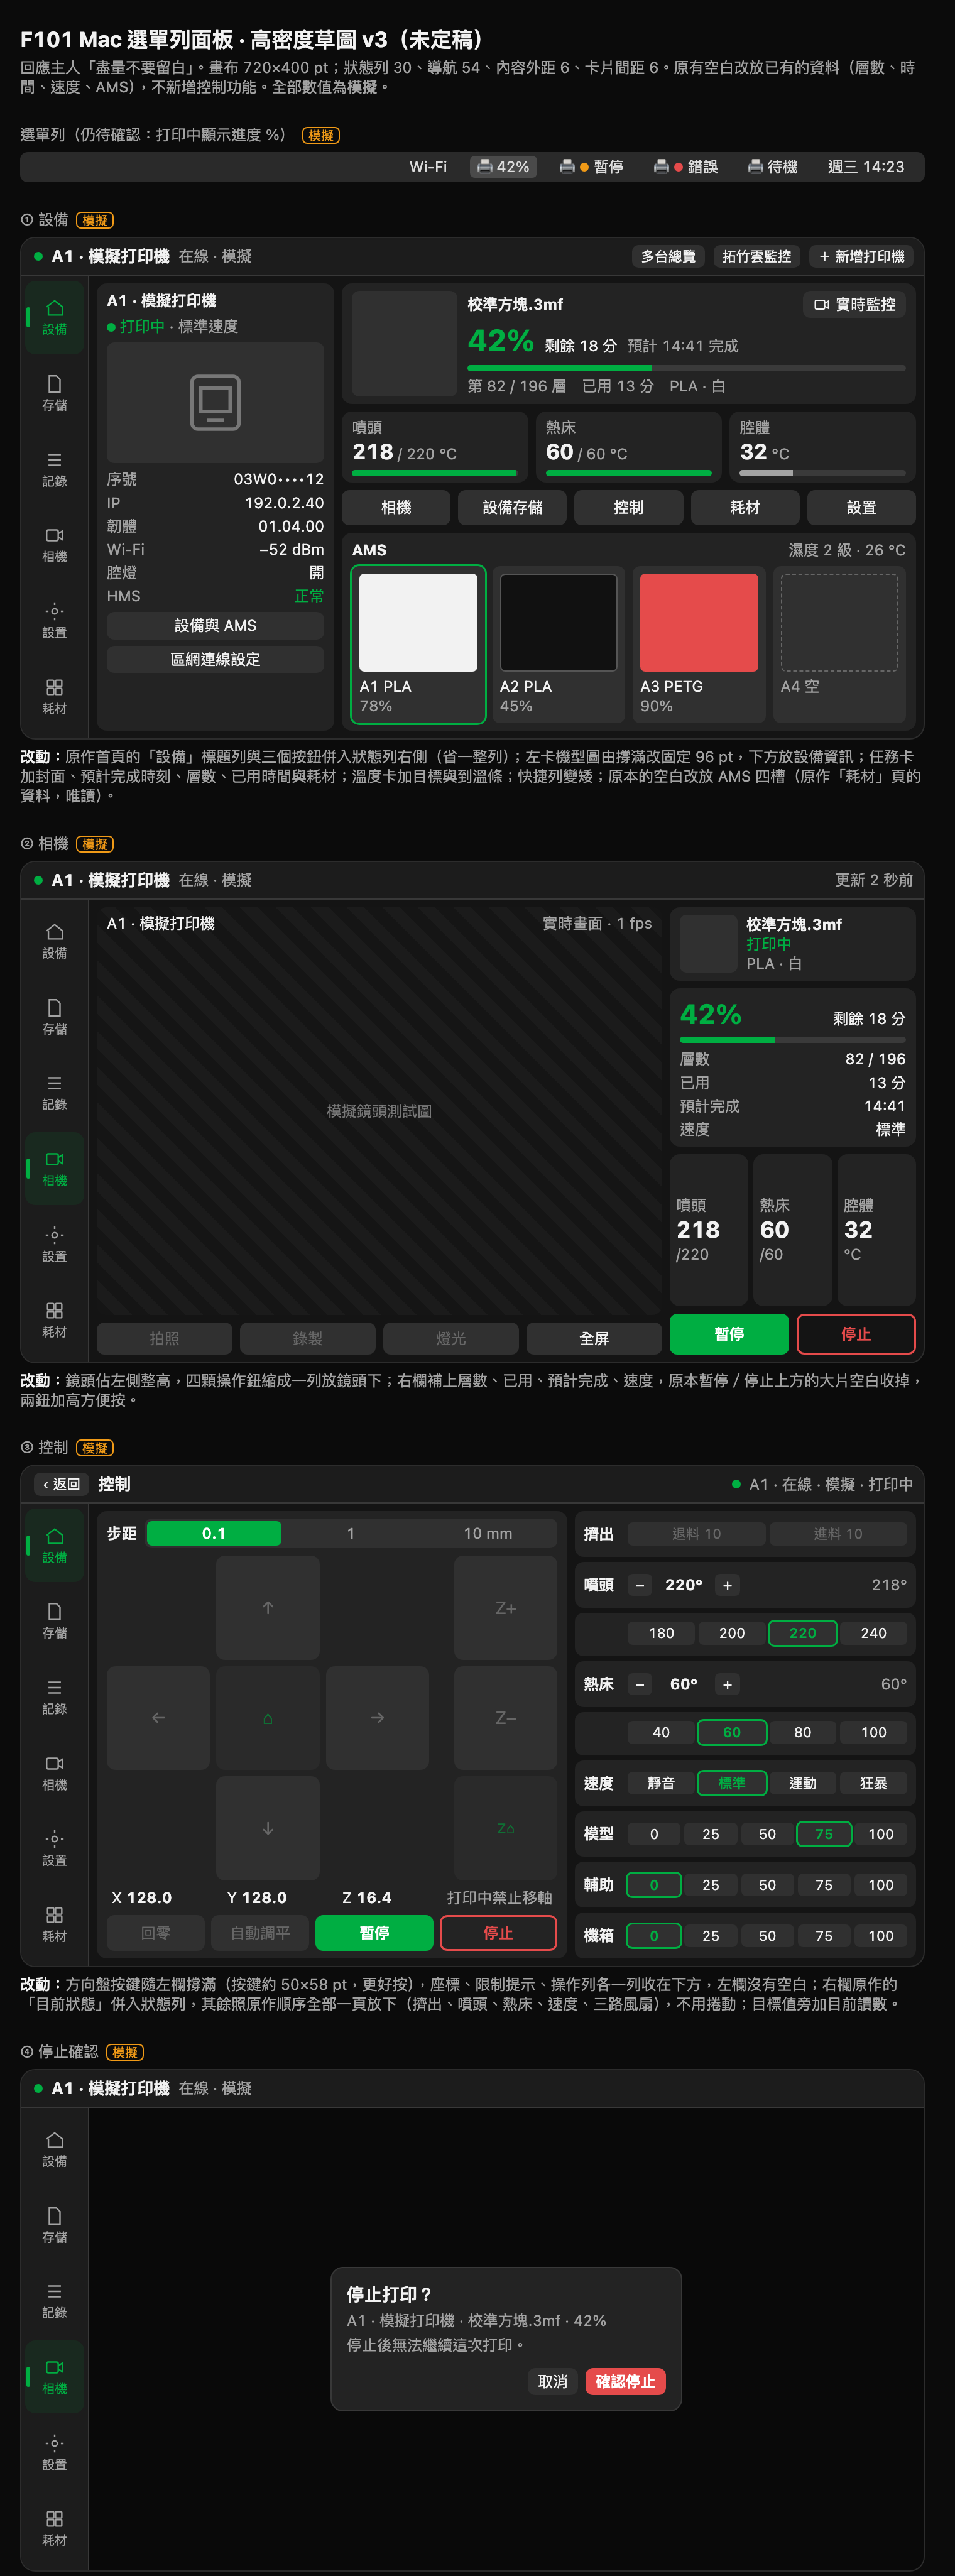 F101 Mac 選單列面板 · 高密度草圖 v3（未定稿）
回應主人「盡量不要留白」。畫布 720×400 pt；狀態列 30、導航 54、內容外距 6、卡片間距 6。原有空白改放已有的資料（層數、時
間、速度、AMS），不新增控制功能。全部數值為模擬。
選單列（仍待確認：打印中顯示進度 %） 模擬
Wi-Fi 42% 暫停 錯誤 待機 週三 14:23
① 設備 模擬
A1 · 模擬打印機 在線 · 模擬 多台總覽 拓竹雲監控 ＋ 新增打印機
設備
存儲
記錄
相機
設置
耗材
A1 · 模擬打印機
打印中 · 標準速度
序號 03W0••••12
IP 192.0.2.40
韌體 01.04.00
Wi-Fi −52 dBm
腔燈 開
HMS 正常
設備與 AMS
區網連線設定
校準方塊.3mf 實時監控
42% 剩餘 18 分 預計 14:41 完成
第 82 / 196 層 已用 13 分 PLA · 白
噴頭 熱床 腔體
218 / 220 °C 60 / 60 °C 32 °C
相機 設備存儲 控制 耗材 設置
AMS 濕度 2 級 · 26 °C
A1 PLA A2 PLA A3 PETG A4 空
78% 45% 90%
改動：原作首頁的「設備」標題列與三個按鈕併入狀態列右側（省一整列）；左卡機型圖由撐滿改固定 96 pt，下方放設備資訊；任務卡
加封面、預計完成時刻、層數、已用時間與耗材；溫度卡加目標與到溫條；快捷列變矮；原本的空白改放 AMS 四槽（原作「耗材」頁的
資料，唯讀）。
② 相機 模擬
A1 · 模擬打印機 在線 · 模擬 更新 2 秒前
設備
存儲
記錄
相機
設置
耗材
A1 · 模擬打印機 實時畫面 · 1 fps
模擬鏡頭測試圖
拍照 錄製 燈光 全屏
校準方塊.3mf
打印中
PLA · 白
42% 剩餘 18 分
層數 82 / 196
已用 13 分
預計完成 14:41
速度 標準
噴頭 熱床 腔體
218 60 32
/220 /60 °C
暫停 停止
改動：鏡頭佔左側整高，四顆操作鈕縮成一列放鏡頭下；右欄補上層數、已用、預計完成、速度，原本暫停 / 停止上方的大片空白收掉，
兩鈕加高方便按。
③ 控制 模擬
‹ 返回 控制 A1 · 在線 · 模擬 · 打印中
設備
存儲
記錄
相機
設置
耗材
步距 0.1 1 10 mm
↑ Z+
← ⌂ → Z−
↓ Z⌂
X 128.0 Y 128.0 Z 16.4 打印中禁止移軸
回零 自動調平 暫停 停止
擠出 退料 10 進料 10
噴頭 − 220° + 218°
180 200 220 240
熱床 − 60° + 60°
40 60 80 100
速度 靜音 標準 運動 狂暴
模型 0 25 50 75 100
輔助 0 25 50 75 100
機箱 0 25 50 75 100
改動：方向盤按鍵隨左欄撐滿（按鍵約 50×58 pt，更好按），座標、限制提示、操作列各一列收在下方，左欄沒有空白；右欄原作的
「目前狀態」併入狀態列，其餘照原作順序全部一頁放下（擠出、噴頭、熱床、速度、三路風扇），不用捲動；目標值旁加目前讀數。
④ 停止確認 模擬
A1 · 模擬打印機 在線 · 模擬
設備
存儲
記錄
相機
設置
耗材
停止打印？
A1 · 模擬打印機 · 校準方塊.3mf · 42%
停止後無法繼續這次打印。
取消 確認停止